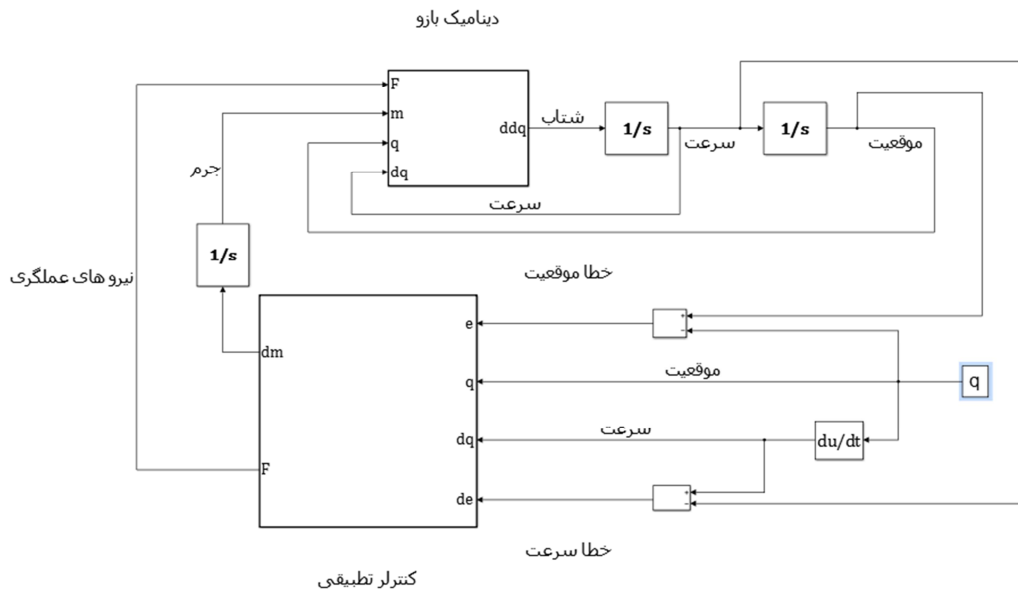 دینامیک بازو
F
m
q
dq
ddq
شتاب
1/s
سرعت
1/s
موقعیت
سرعت
جرم
1/s
نیرو های عملگری
خطا موقعیت
e
+
−
dm
q
موقعیت
q
dq
سرعت
du/dt
F
de
+
−
خطا سرعت
کنترلر تطبیقی